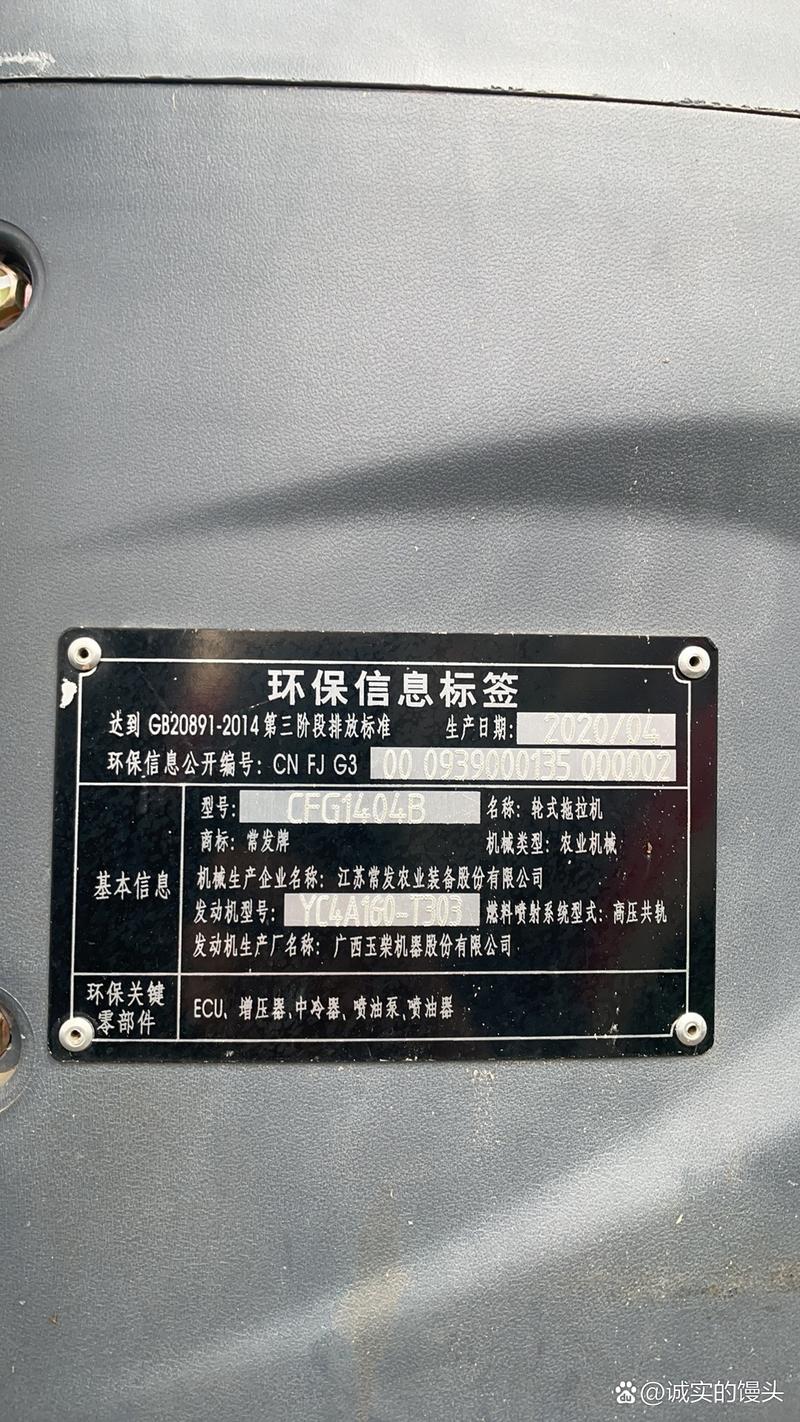 环保信息标签
达到 GB20891-2014 第三阶段排放标准 生产日期: 2020/04
环保信息公开编号: CN FJ G3 00 0939000135 000002
基本信息
型号: CFG1404B 名称: 轮式拖拉机
商标: 常发牌 机械类型: 农业机械
机械生产企业名称: 江苏常发农业装备股份有限公司
发动机型号: YC4A160-T303 燃料喷射系统型式: 高压共轨
发动机生产厂名称: 广西玉柴机器股份有限公司
环保关键
零部件
ECU、增压器、中冷器、喷油泵、喷油器
du @诚实的馒头